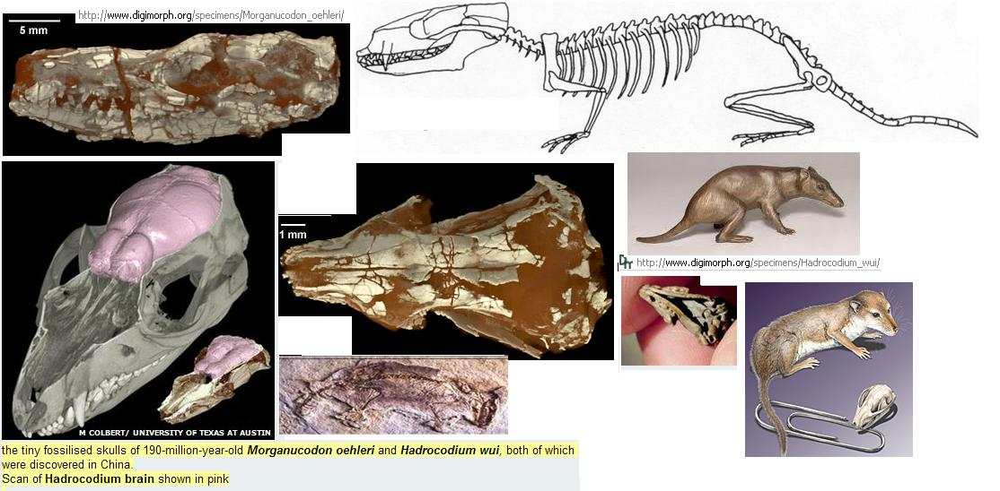 http://www.digimorph.org/specimens/Morganucodon_oehleri/
5 mm
1 mm
http://www.digimorph.org/specimens/Hadrocodium_wui/
M COLBERT/ UNIVERSITY OF TEXAS AT AUSTIN
the tiny fossilised skulls of 190-million-year-old Morganucodon oehleri and Hadrocodium wui, both of which
were discovered in China.
Scan of Hadrocodium brain shown in pink